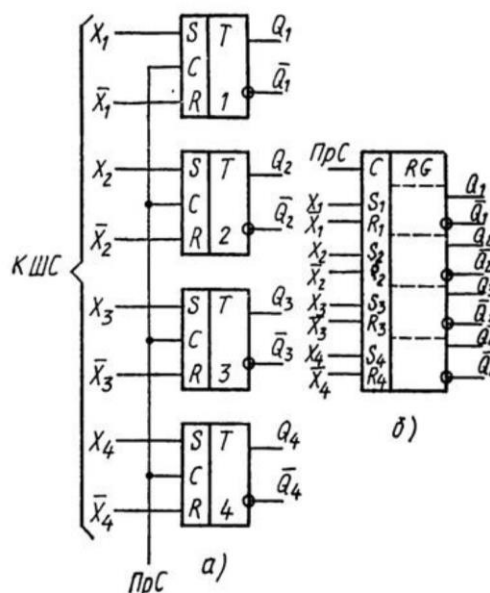 X₁ S T Q₁
C
X̄₁ R 1 Q̄₁
X₂ S T Q₂
C
X̄₂ R 2 Q̄₂
КШС
X₃ S T Q₃
C
X̄₃ R 3 Q̄₃
X₄ S T Q₄
C
X̄₄ R 4 Q̄₄
ПрС
а)
ПрС C RG
X₁ S₁ Q₁
X̄₁ R₁ Q̄₁
X₂ S₂
X̄₂
X₃ S₃
X̄₃ R₃
X₄ S₄
X̄₄ R₄
б)